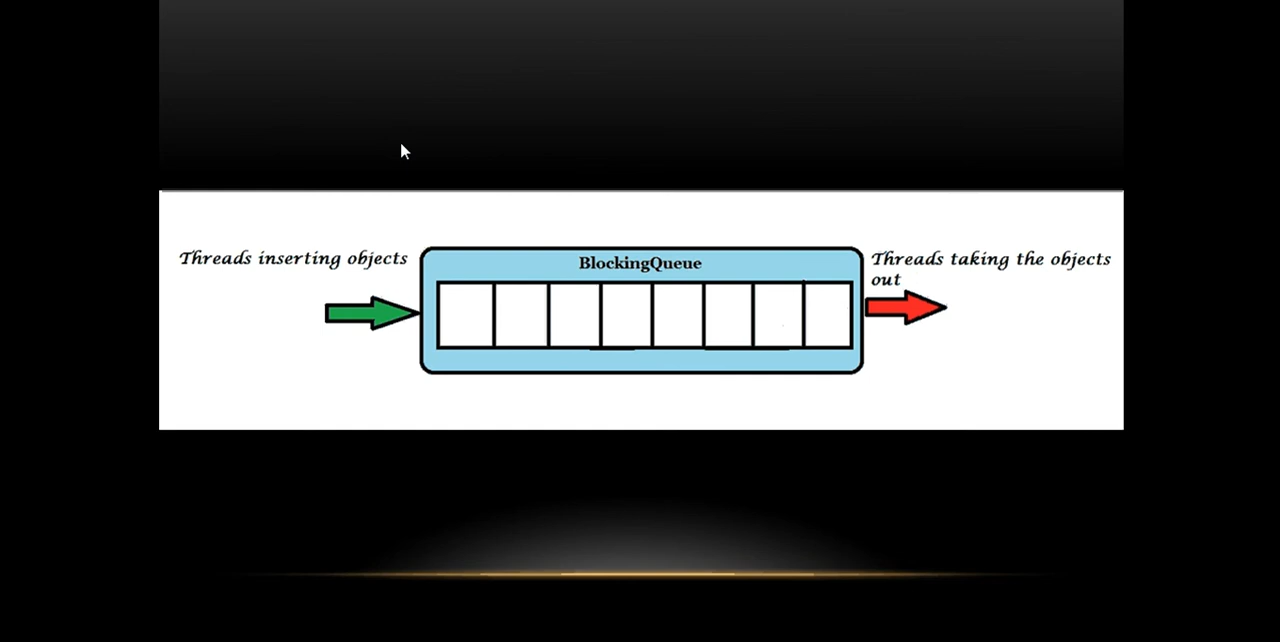 Threads inserting objects
BlockingQueue
Threads taking the objects
out